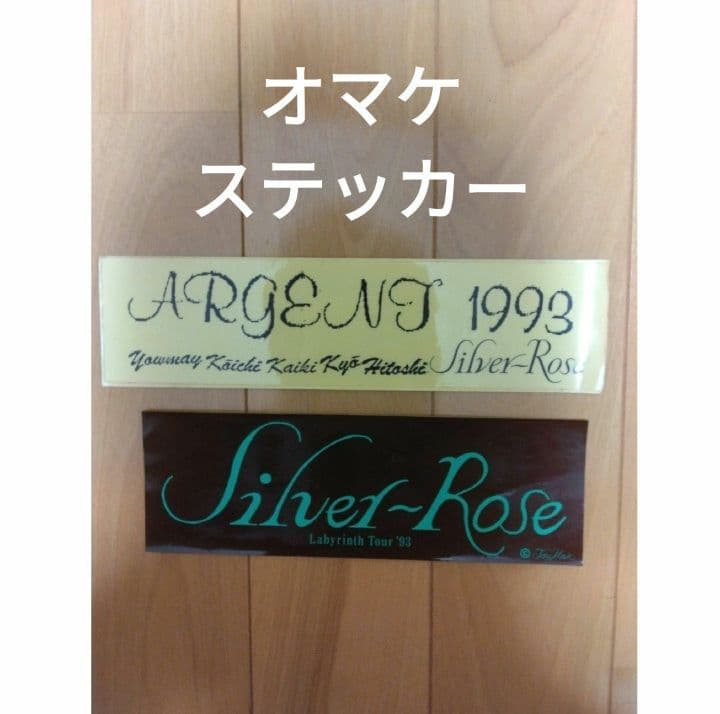 オマケ
ステッカー
ARGENT 1993
Yowmay Kōichi Kaiki Kyō Hitoshi Silver~Rose
Silver~Rose
Labyrinth Tour '93
©